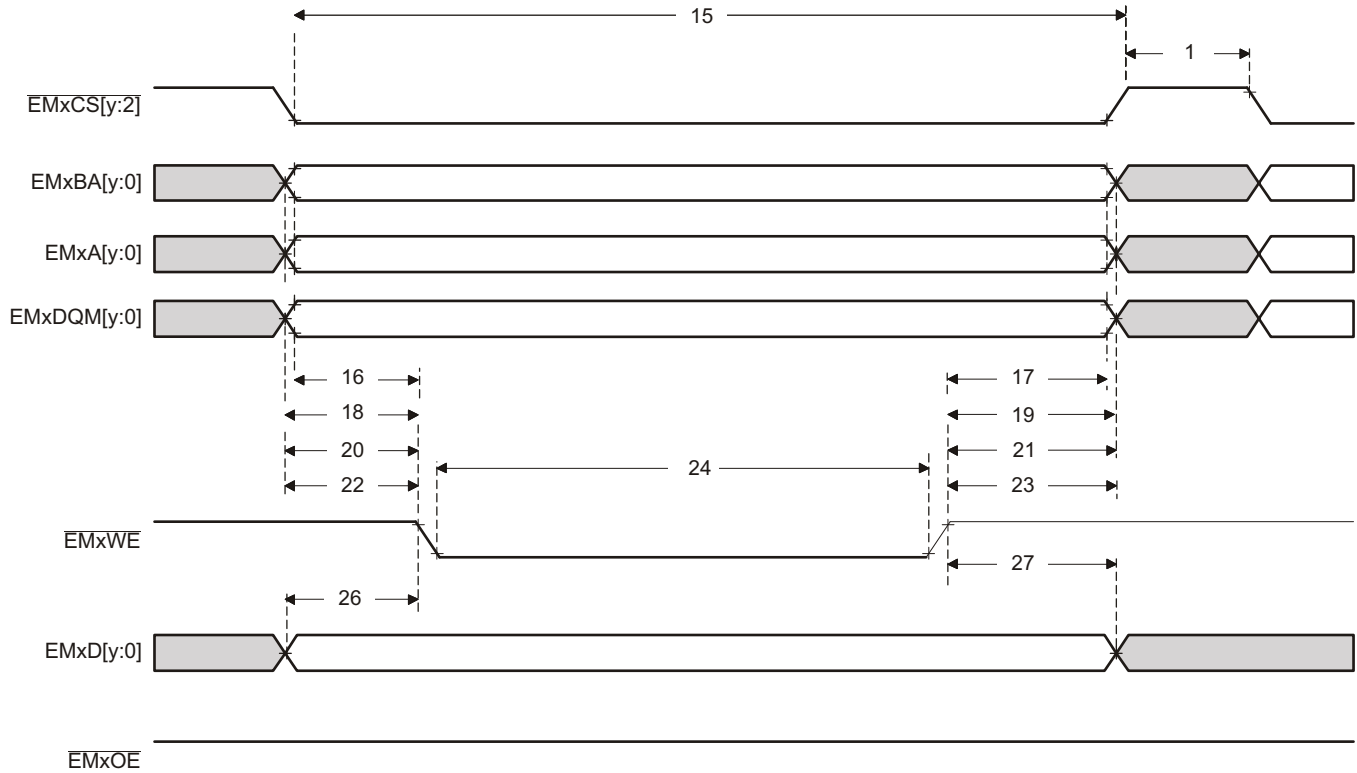 15
1
EMxCS[y:2]
EMxBA[y:0]
EMxA[y:0]
EMxDQM[y:0]
16 17
18 19
20 21
24
22 23
EMxWE
27
26
EMxD[y:0]
EMxOE